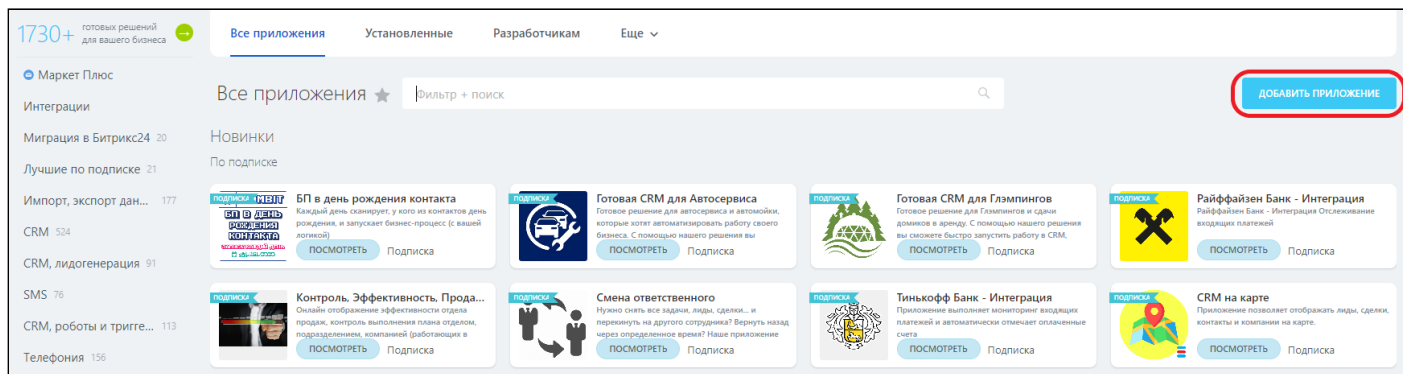 1730+ готовых решений
для вашего бизнеса
Все приложения Установленные Разработчикам Еще
Маркет Плюс
Интеграции
Миграция в Битрикс24 20
Лучшие по подписке 21
Импорт, экспорт дан... 177
CRM 524
CRM, лидогенерация 91
SMS 76
CRM, роботы и тригге... 113
Телефония 156
Все приложения
Фильтр + поиск
ДОБАВИТЬ ПРИЛОЖЕНИЕ
Новинки
По подписке
ПОДПИСКА
БП В ДЕНЬ
РОЖДЕНИЯ
КОНТАКТА
БП в день рождения контакта
Каждый день сканирует, у кого из контактов день
рождения, и запускает бизнес-процесс (с вашей
логикой)
ПОСМОТРЕТЬ Подписка
ПОДПИСКА
Готовая CRM для Автосервиса
Готовое решение для автосервиса и автомойки,
которые хотят автоматизировать работу своего
бизнеса. С помощью нашего решения вы
ПОСМОТРЕТЬ Подписка
ПОДПИСКА
Готовая CRM для Глэмпингов
Готовое решение для Глэмпингов и сдачи
домиков в аренду. С помощью нашего решения
вы сможете быстро запустить работу в CRM,
ПОСМОТРЕТЬ Подписка
ПОДПИСКА
Райффайзен Банк - Интеграция
Райффайзен Банк - Интеграция Отслеживание
входящих платежей
ПОСМОТРЕТЬ Подписка
ПОДПИСКА
Контроль, Эффективность, Прода...
Онлайн отображение эффективности отдела
продаж, контроль выполнения плана отделом,
подразделением, компанией (работающих в
ПОСМОТРЕТЬ Подписка
ПОДПИСКА
Смена ответственного
Нужно снять все задачи, лиды, сделки... и
перекинуть на другого сотрудника? Вернуть назад
через определенное время? Наше приложение
ПОСМОТРЕТЬ Подписка
ПОДПИСКА
Тинькофф Банк - Интеграция
Приложение выполняет мониторинг входящих
платежей и автоматически отмечает оплаченные
счета
ПОСМОТРЕТЬ Подписка
ПОДПИСКА
CRM на карте
Приложение позволяет отображать лиды, сделки,
контакты и компании на карте.
ПОСМОТРЕТЬ Подписка